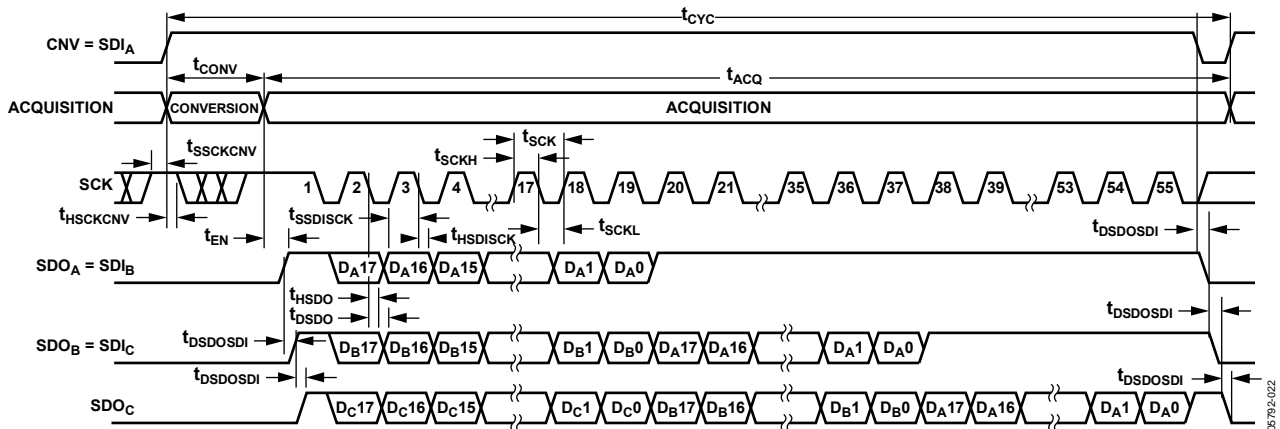 tCYC
CNV = SDIA
tCONV
tACQ
ACQUISITION CONVERSION ACQUISITION
tSSCKCNV
tSCK
tSCKH
SCK 1 2 3 4 17 18 19 20 21 35 36 37 38 39 53 54 55
tHSCKCNV
tSSDISCK
tHSDISCK
tSCKL
tEN
tDSDOSDI
SDOA = SDIB DA17 DA16 DA15 DA1 DA0
tHSDO
tDSDO
tDSDOSDI
tDSDOSDI
SDOB = SDIC DB17 DB16 DB15 DB1 DB0 DA17 DA16 DA1 DA0
tDSDOSDI
tDSDOSDI
SDOC DC17 DC16 DC15 DC1 DC0 DB17 DB16 DB1 DB0 DA17 DA16 DA1 DA0
05792-022